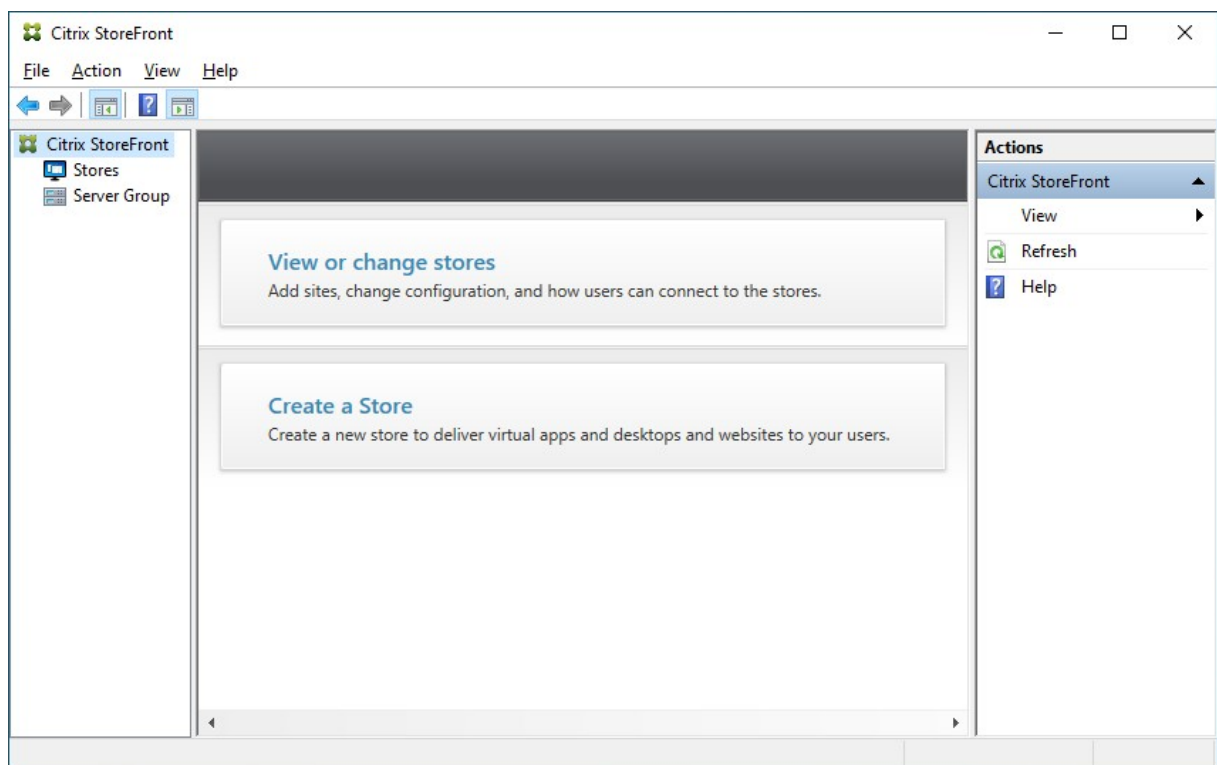 Citrix StoreFront
File Action View Help
Citrix StoreFront
Stores
Server Group
View or change stores
Add sites, change configuration, and how users can connect to the stores.
Create a Store
Create a new store to deliver virtual apps and desktops and websites to your users.
Actions
Citrix StoreFront
View
Refresh
Help